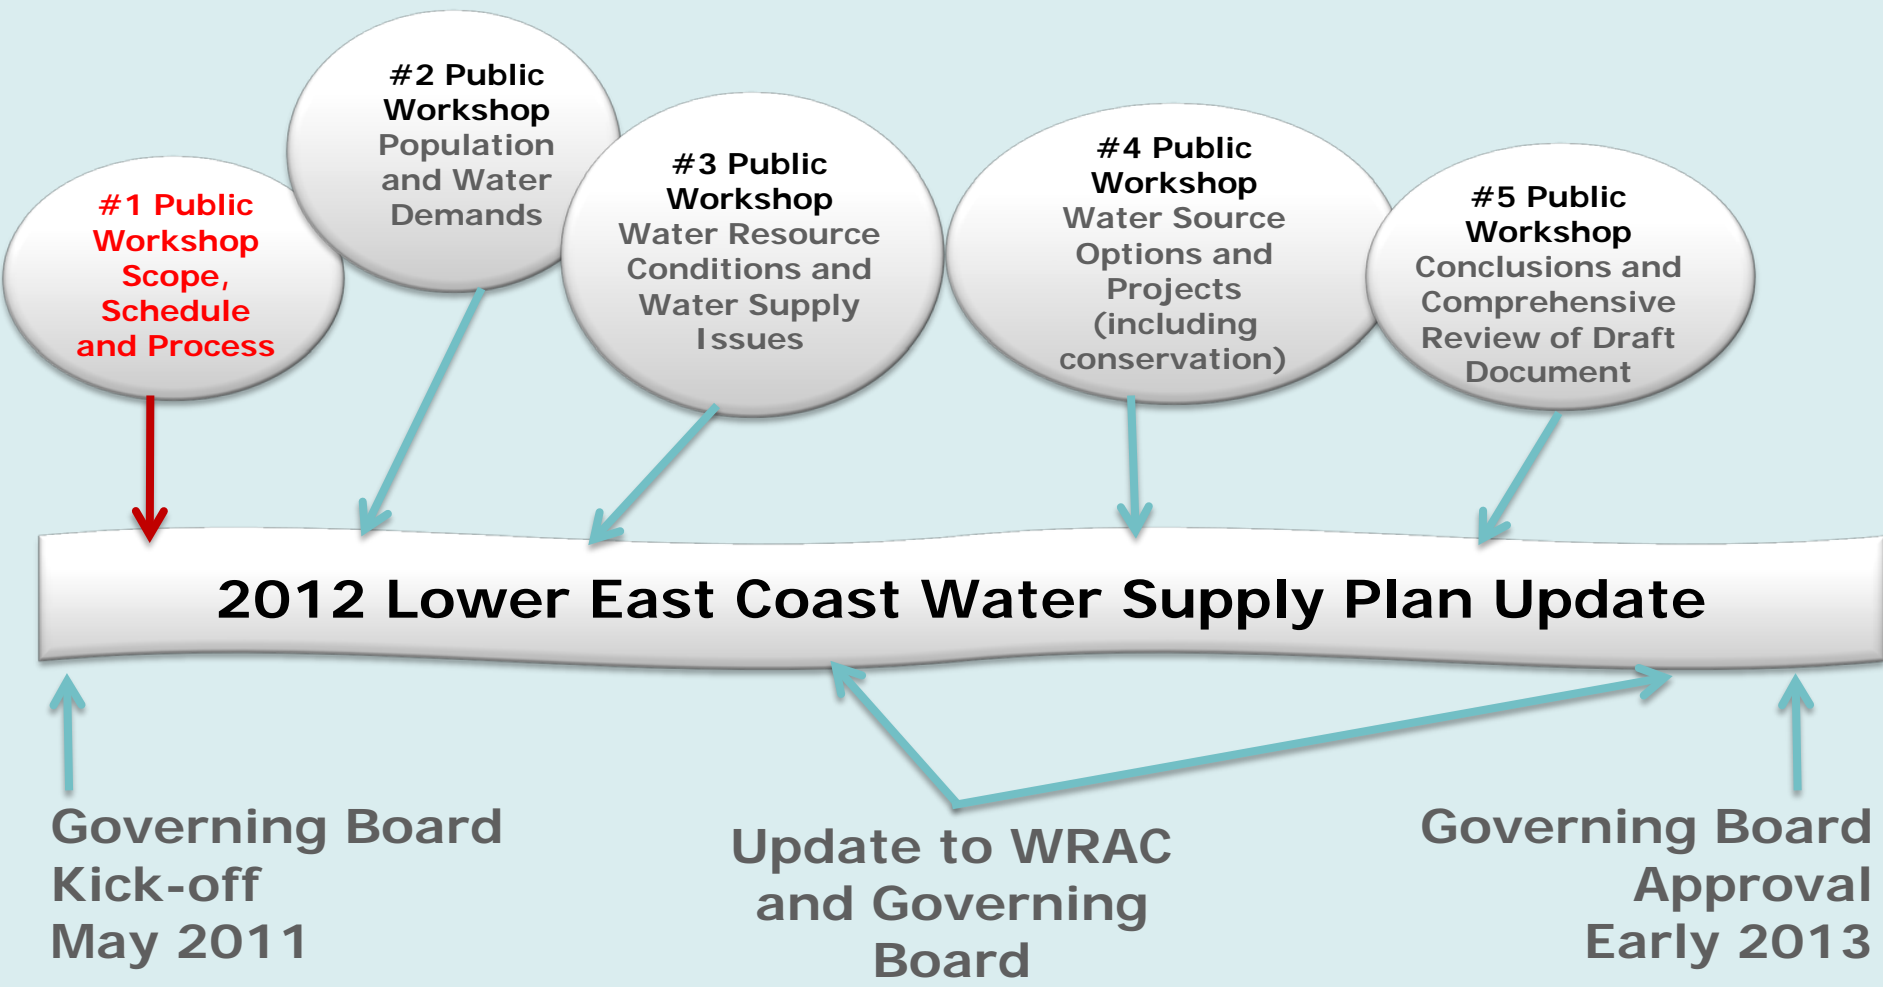 #1 Public
Workshop
Scope,
Schedule
and Process
#2 Public
Workshop
Population
and Water
Demands
#3 Public
Workshop
Water Resource
Conditions and
Water Supply
Issues
#4 Public
Workshop
Water Source
Options and
Projects
(including
conservation)
#5 Public
Workshop
Conclusions and
Comprehensive
Review of Draft
Document
2012 Lower East Coast Water Supply Plan Update
Governing Board
Kick-off
May 2011
Update to WRAC
and Governing
Board
Governing Board
Approval
Early 2013